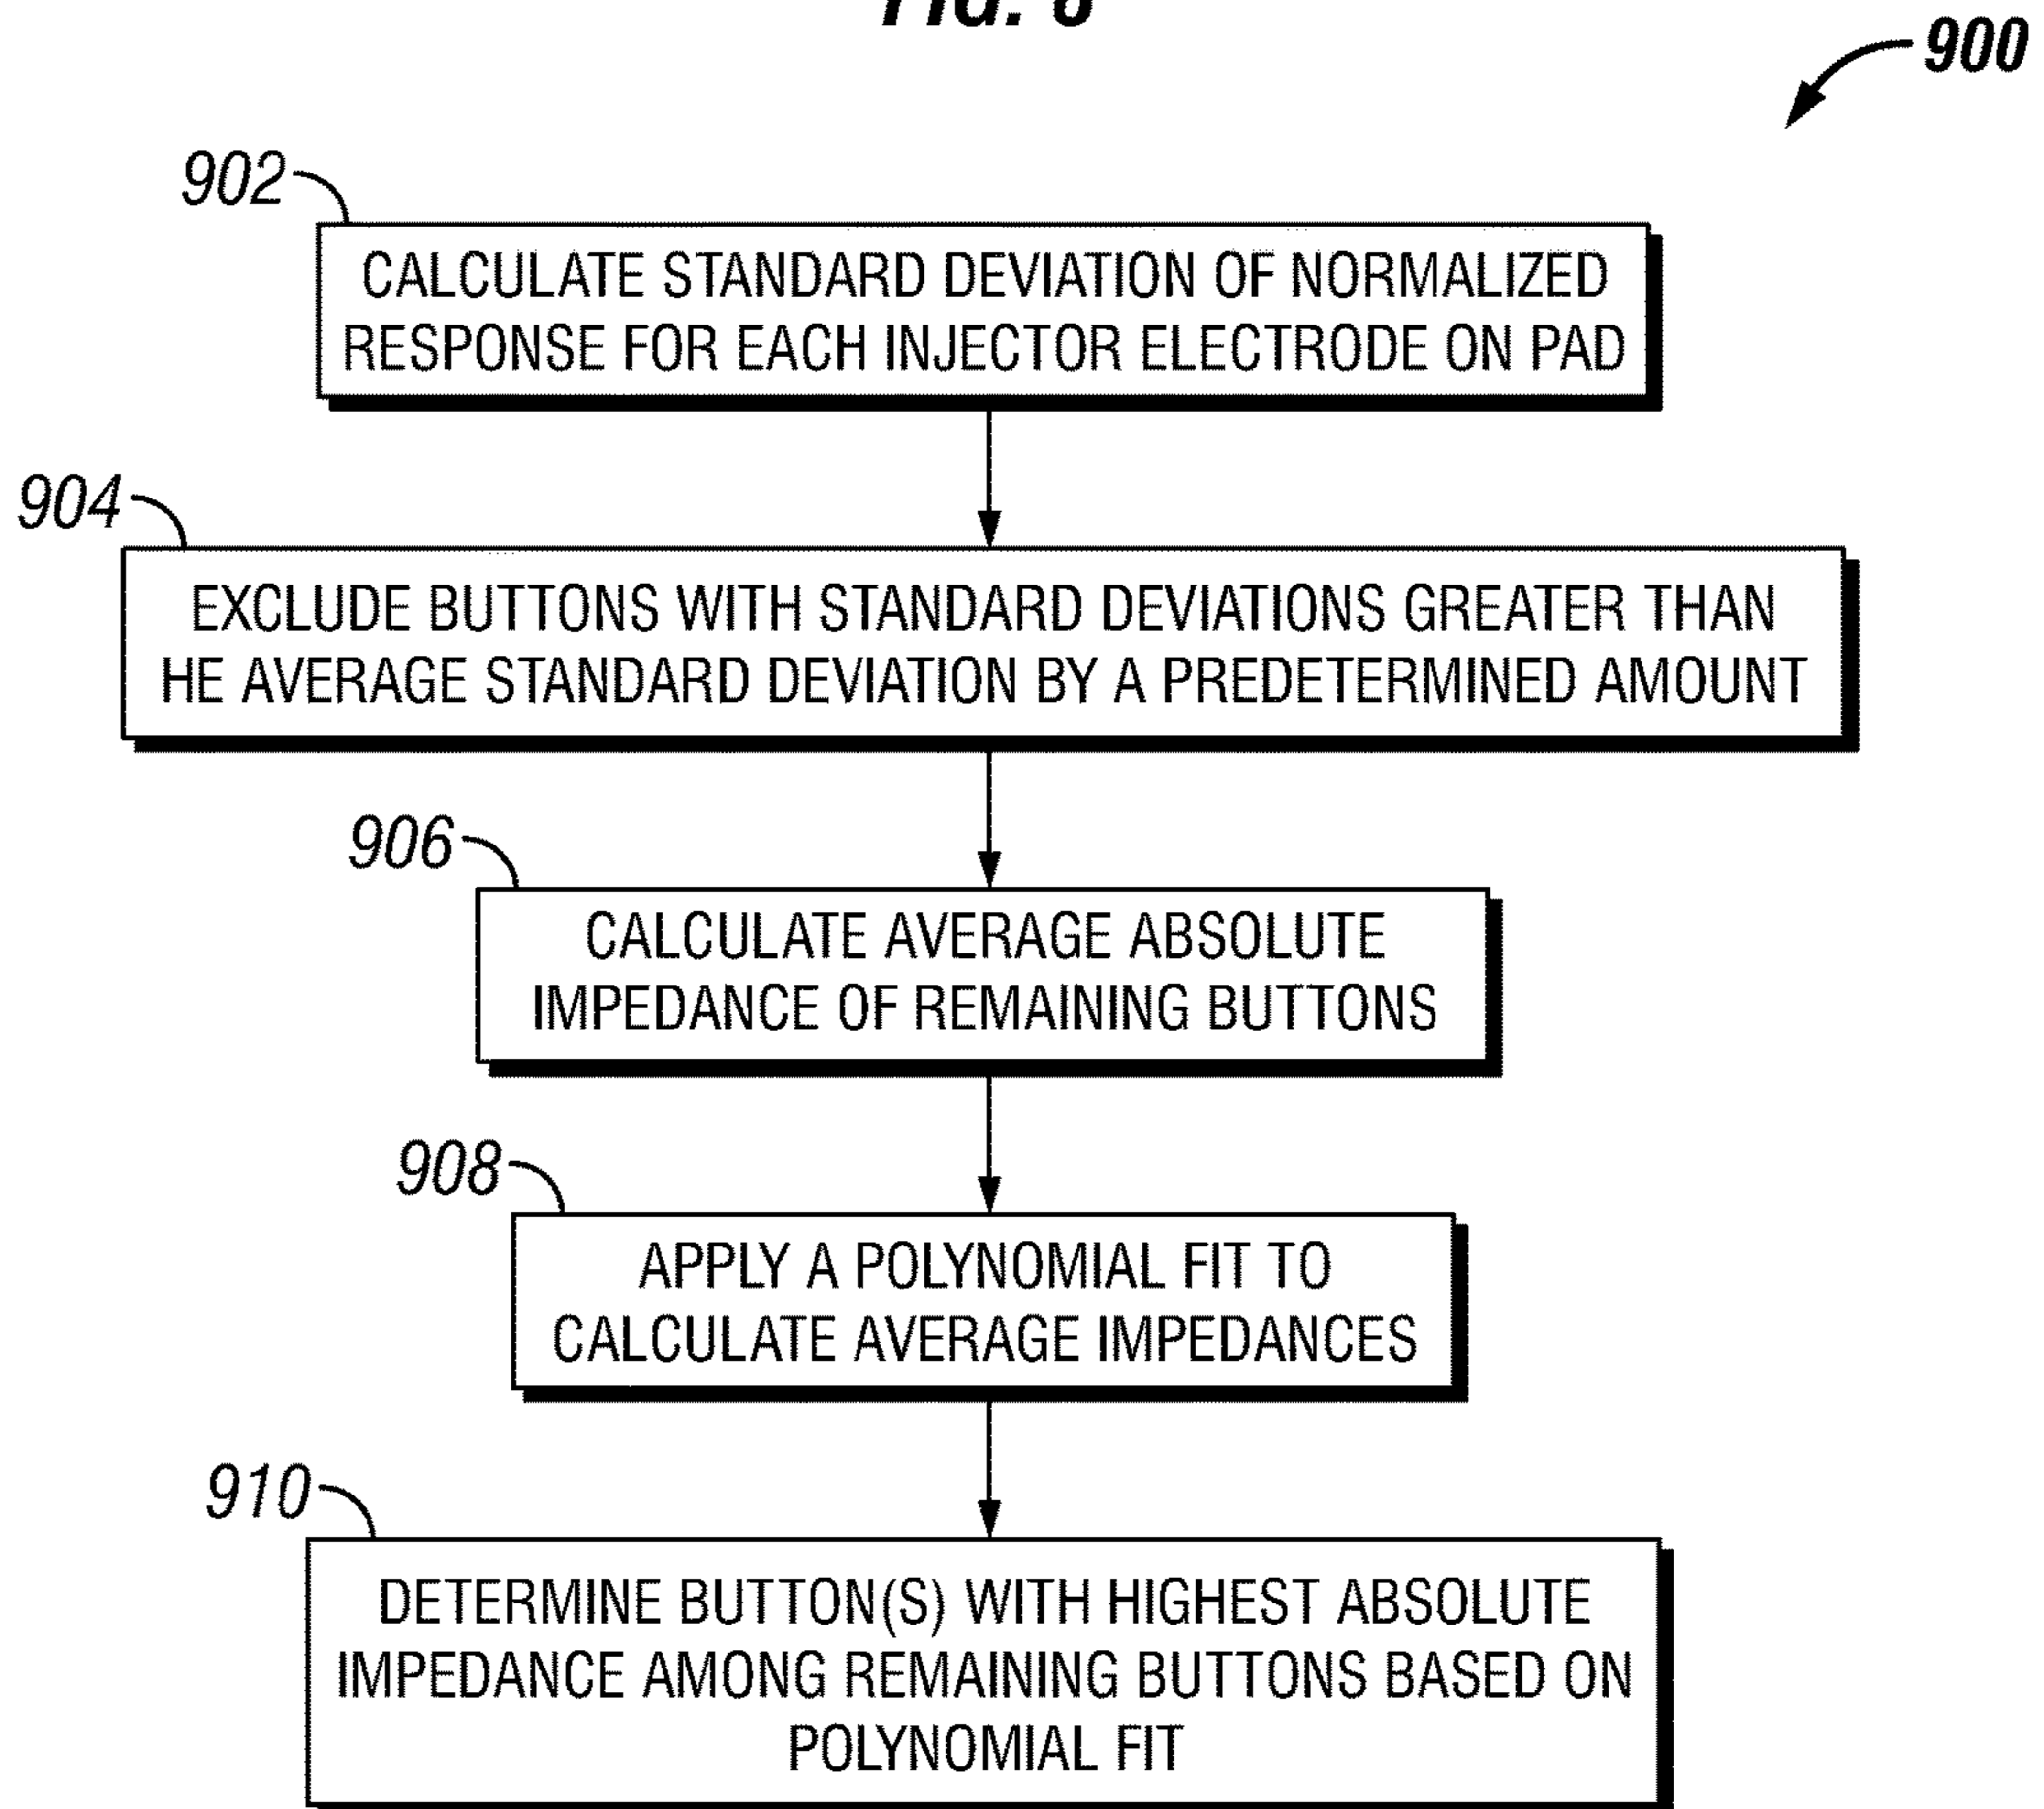 900
902
CALCULATE STANDARD DEVIATION OF NORMALIZED
RESPONSE FOR EACH INJECTOR ELECTRODE ON PAD
904
EXCLUDE BUTTONS WITH STANDARD DEVIATIONS GREATER THAN
HE AVERAGE STANDARD DEVIATION BY A PREDETERMINED AMOUNT
906
CALCULATE AVERAGE ABSOLUTE
IMPEDANCE OF REMAINING BUTTONS
908
APPLY A POLYNOMIAL FIT TO
CALCULATE AVERAGE IMPEDANCES
910
DETERMINE BUTTON(S) WITH HIGHEST ABSOLUTE
IMPEDANCE AMONG REMAINING BUTTONS BASED ON
POLYNOMIAL FIT